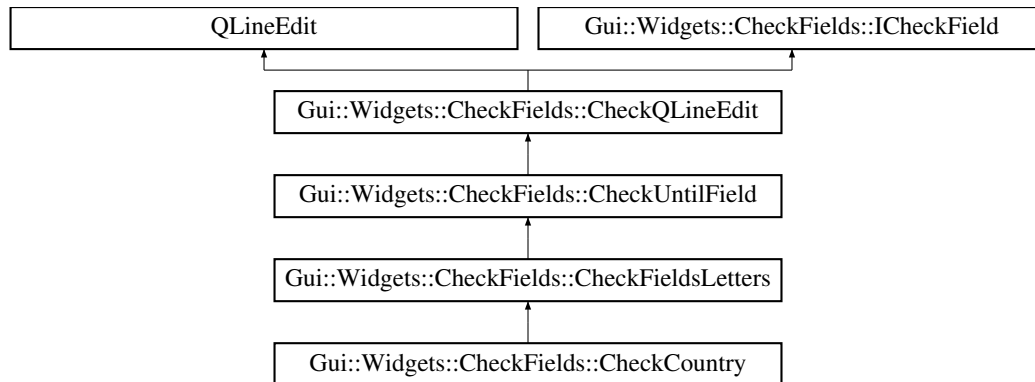 QLineEdit
Gui::Widgets::CheckFields::ICheckField
Gui::Widgets::CheckFields::CheckQLineEdit
Gui::Widgets::CheckFields::CheckUntilField
Gui::Widgets::CheckFields::CheckFieldsLetters
Gui::Widgets::CheckFields::CheckCountry